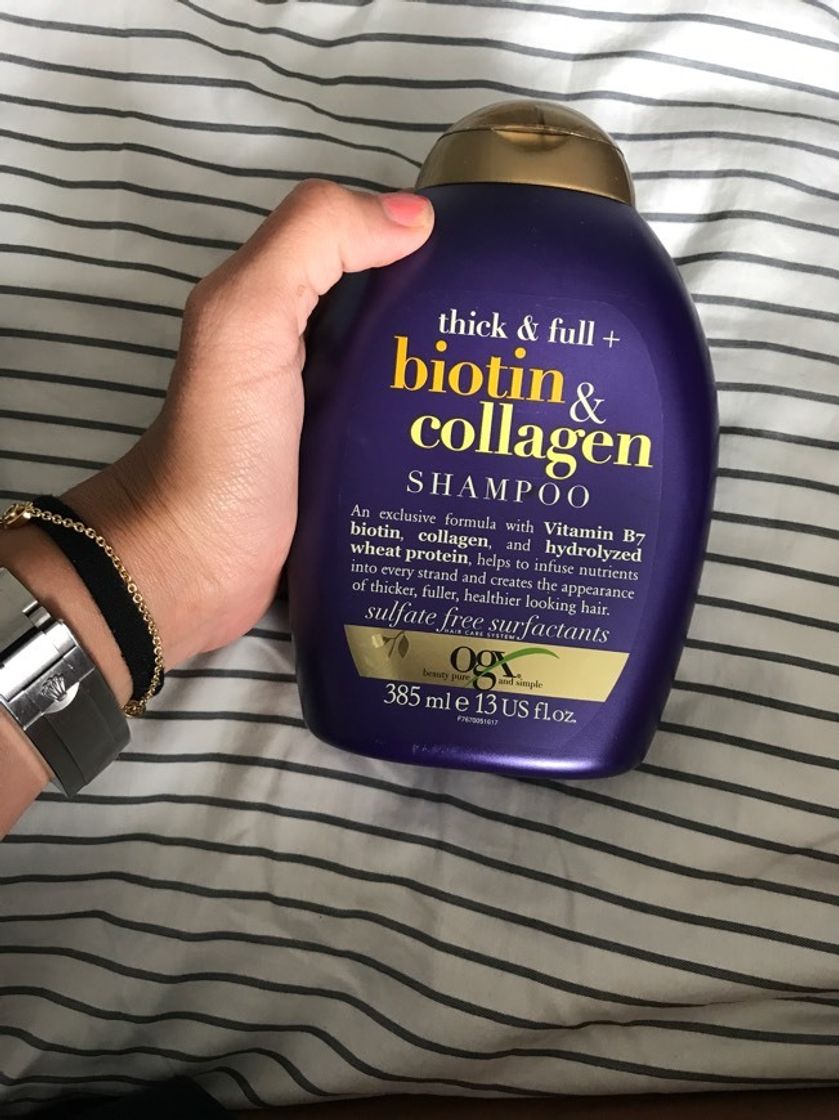 thick & full +
biotin &
collagen
SHAMPOO
An exclusive formula with Vitamin B7
biotin, collagen, and hydrolyzed
wheat protein, helps to infuse nutrients
into every strand and creates the appearance
of thicker, fuller, healthier looking hair.
sulfate free surfactants
HAIR CARE SYSTEM
ogx
beauty pure and simple
385 ml e 13 US fl.oz.
F7670051617